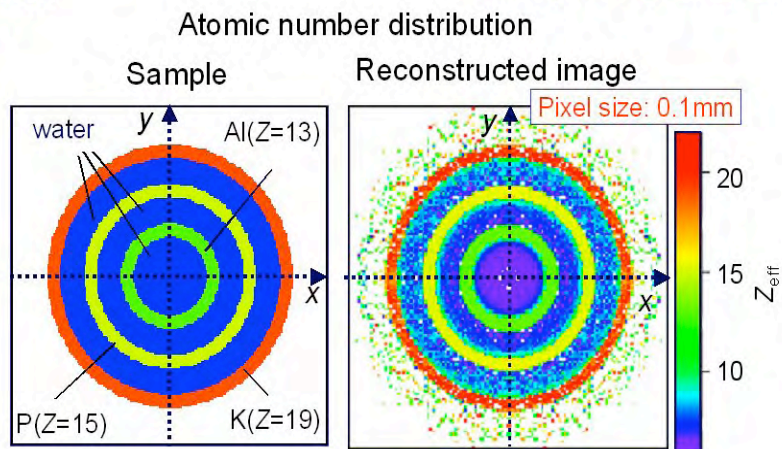 Atomic number distribution
Sample
Reconstructed image
Pixel size: 0.1mm
water
y
Al(Z=13)
x
P(Z=15)
K(Z=19)
y
x
20
15
10
Zeff